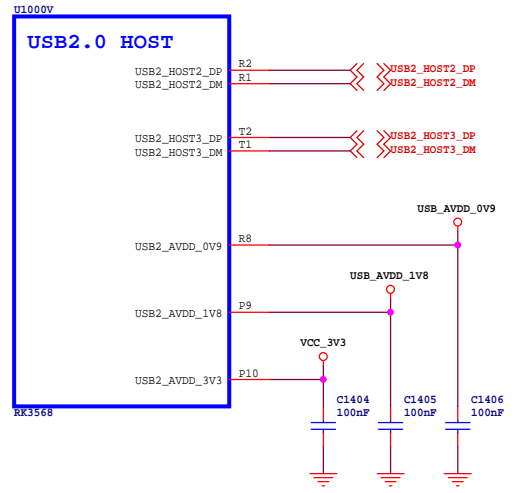 U1000V
USB2.0 HOST
USB2_HOST2_DP R2 USB2_HOST2_DP
USB2_HOST2_DM R1 USB2_HOST2_DM
USB2_HOST3_DP T2 USB2_HOST3_DP
USB2_HOST3_DM T1 USB2_HOST3_DM
USB_AVDD_0V9
USB2_AVDD_0V9 R8
USB_AVDD_1V8
USB2_AVDD_1V8 P9
VCC_3V3
USB2_AVDD_3V3 P10
C1404 C1405 C1406
100nF 100nF 100nF
RK3568